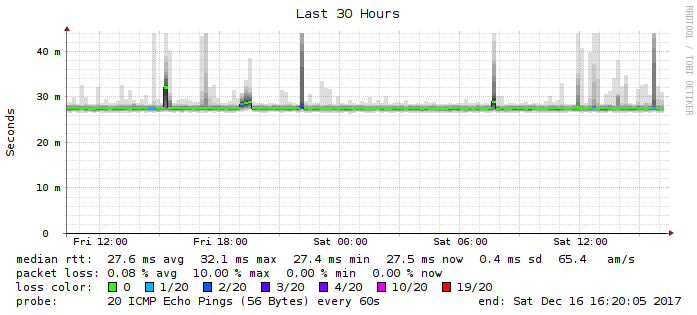 Last 30 Hours
RRDTOOL / TOBI OETIKER
Seconds
40 m
30 m
20 m
10 m
0
Fri 12:00 Fri 18:00 Sat 00:00 Sat 06:00 Sat 12:00
median rtt: 27.6 ms avg 32.1 ms max 27.4 ms min 27.5 ms now 0.4 ms sd 65.4 am/s
packet loss: 0.08 % avg 10.00 % max 0.00 % min 0.00 % now
loss color: 0 1/20 2/20 3/20 4/20 10/20 19/20
probe: 20 ICMP Echo Pings (56 Bytes) every 60s end: Sat Dec 16 16:20:05 2017